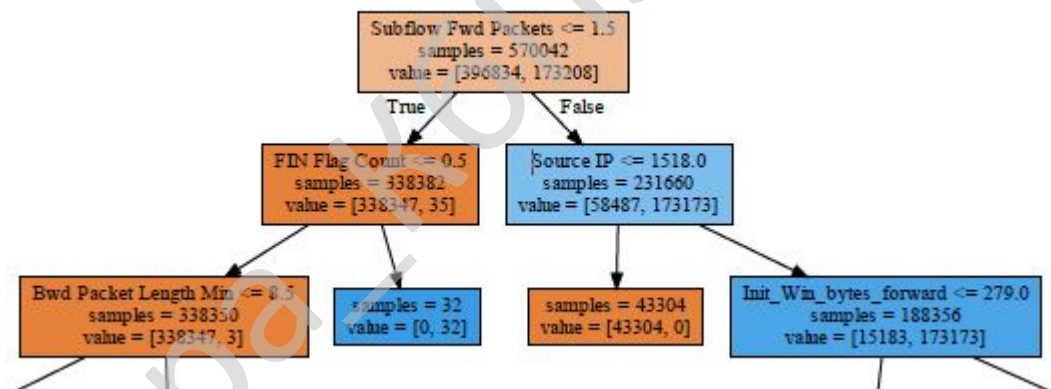 Subflow Fwd Packets <= 1.5
samples = 570042
value = [396834, 173208]
True
False
FIN Flag Count <= 0.5
samples = 338382
value = [338347, 35]
Source IP <= 1518.0
samples = 231660
value = [58487, 173173]
Bwd Packet Length Min <= 8.5
samples = 338350
value = [338347, 3]
samples = 32
value = [0, 32]
samples = 43304
value = [43304, 0]
Init_Win_bytes_forward <= 279.0
samples = 188356
value = [15183, 173173]